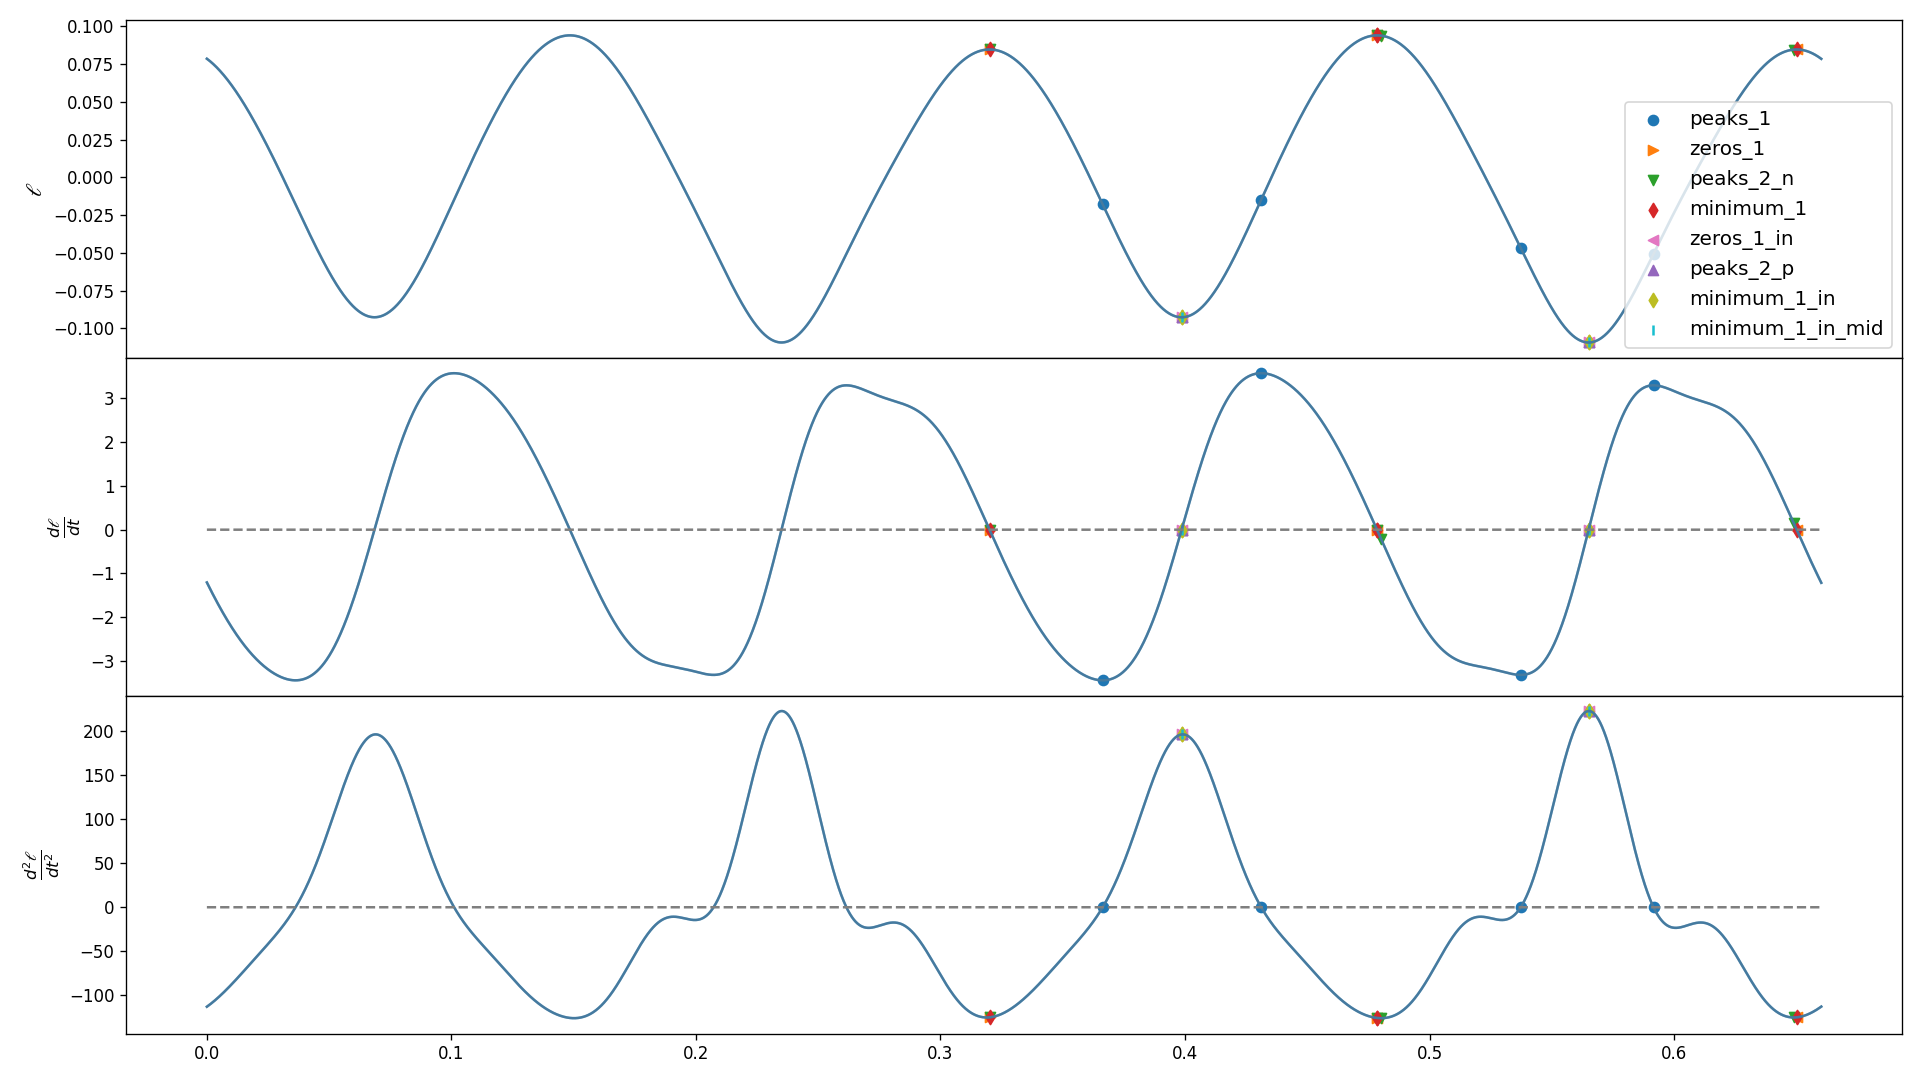 0.100
0.075
0.050
0.025
0.000
−0.025
−0.050
−0.075
−0.100
ℓ
peaks_1
zeros_1
peaks_2_n
minimum_1
zeros_1_in
peaks_2_p
minimum_1_in
minimum_1_in_mid
3
2
1
0
−1
−2
−3
dℓ
dt
200
150
100
50
0
−50
−100
d²ℓ
dt²
0.0 0.1 0.2 0.3 0.4 0.5 0.6